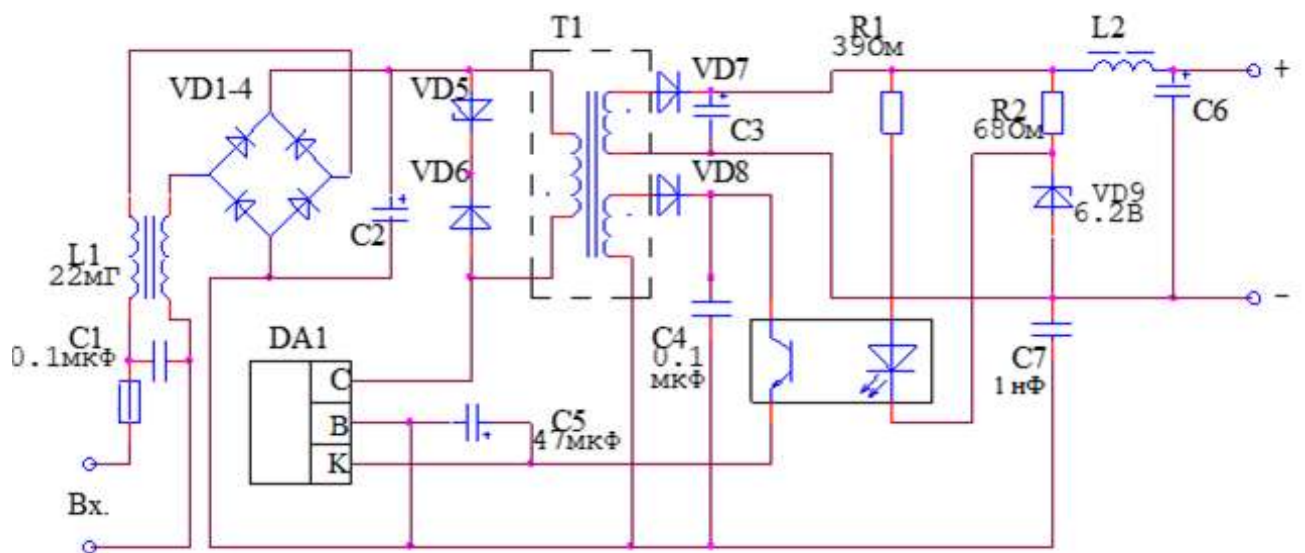 T1
R1
39Ом
L2
VD1-4
VD5
VD7
+
C3
R2
68Ом
C6
VD6
VD8
VD9
6.2В
C2
L1
22мГ
C1
0.1мкФ
DA1
C4
0.1
мкФ
C7
1нФ
C
B
K
C5
47мкФ
Вх.
−